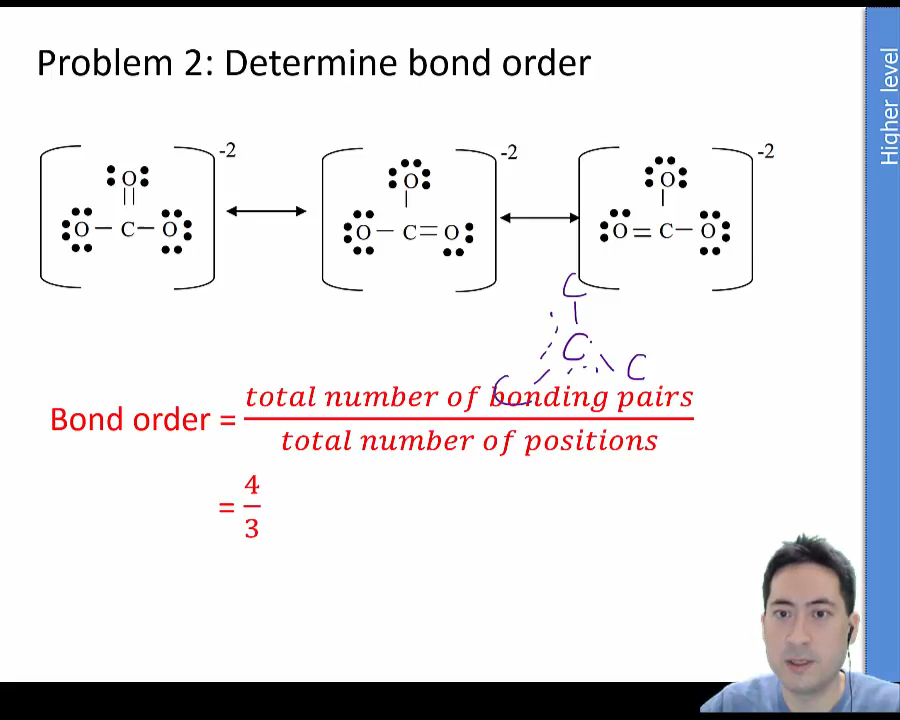 Problem 2: Determine bond order
Higher level
-2
-2
-2
O
O
O
O – C – O
O – C = O
O = C – O
C
C
C
C
Bond order = total number of bonding pairs
total number of positions
= 4
3